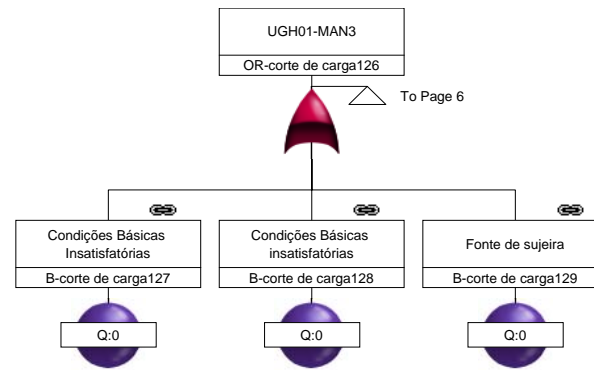 UGH01-MAN3
OR-corte de carga126
To Page 6
Condições Básicas
Insatisfatórias
B-corte de carga127
Q:0
Condições Básicas
insatisfatórias
B-corte de carga128
Q:0
Fonte de sujeira
B-corte de carga129
Q:0